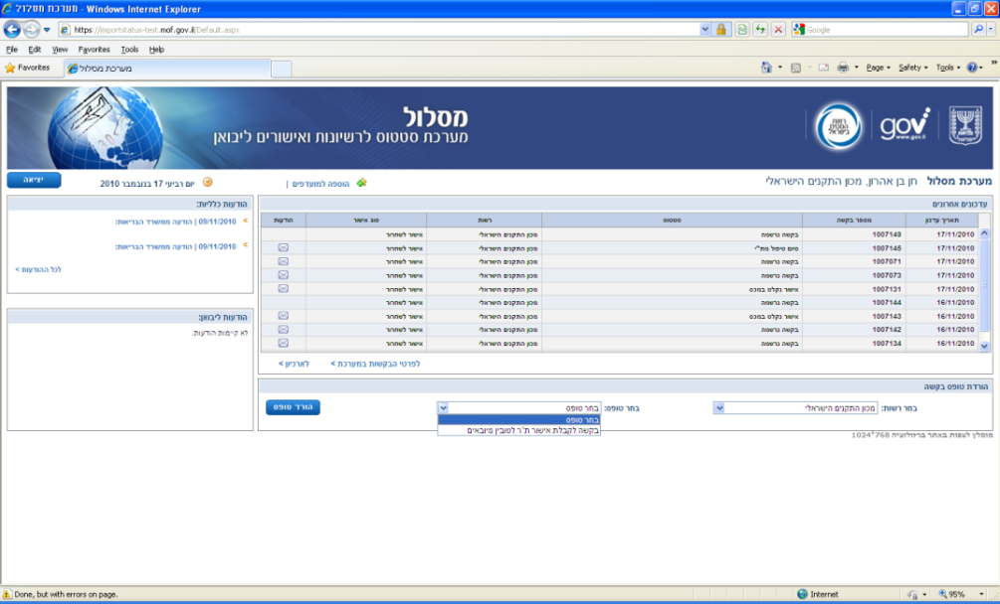 מערכת מסלול - Windows Internet Explorer
https://importstatus-test.mof.gov.il/Default.aspx
Google
File Edit View Favorites Tools Help
Favorites
מערכת מסלול
Page Safety Tools
מסלול
מערכת סטטוס לרשיונות ואישורים ליבואן
רשות המסים בישראל
gov
www.gov.il
מערכת מסלול חן בן אהרון, מכון התקנים הישראלי
הוספה למועדפים |
יום רביעי 17 בנובמבר 2010
יציאה
עדכונים אחרונים
תאריך עדכון מספר בקשה סטטוס רשות סוג אישור הודעות
17/11/2010 1007149 בקשה נרשמה מכון התקנים הישראלי אישור לשחרור
17/11/2010 1007145 סיום טיפול מת"י מכון התקנים הישראלי אישור לשחרור
17/11/2010 1007071 בקשה נרשמה מכון התקנים הישראלי אישור לשחרור
17/11/2010 1007073 בקשה נרשמה מכון התקנים הישראלי אישור לשחרור
17/11/2010 1007131 אישור נקלט במכס מכון התקנים הישראלי אישור לשחרור
16/11/2010 1007144 בקשה נרשמה מכון התקנים הישראלי אישור לשחרור
16/11/2010 1007143 אישור נקלט במכס מכון התקנים הישראלי אישור לשחרור
16/11/2010 1007142 בקשה נרשמה מכון התקנים הישראלי אישור לשחרור
16/11/2010 1007134 בקשה נרשמה מכון התקנים הישראלי אישור לשחרור
לפרטי הבקשות במערכת >
לארכיון >
הודעות כלליות:
09/11/2010 | הודעה ממשרד הבריאות:
09/11/2010 | הודעה ממשרד הבריאות:
לכל ההודעות >
הודעות ליבואן:
לא קיימות הודעות.
הורדת טופס בקשה
בחר רשות: מכון התקנים הישראלי
בחר טופס: בחר טופס
הורד טופס
בחר טופס
בקשה לקבלת אישור ת"ר לטובין מיובאים
מומלץ לצפות באתר ברזולוציה 768*1024
Done, but with errors on page.
Internet
95%